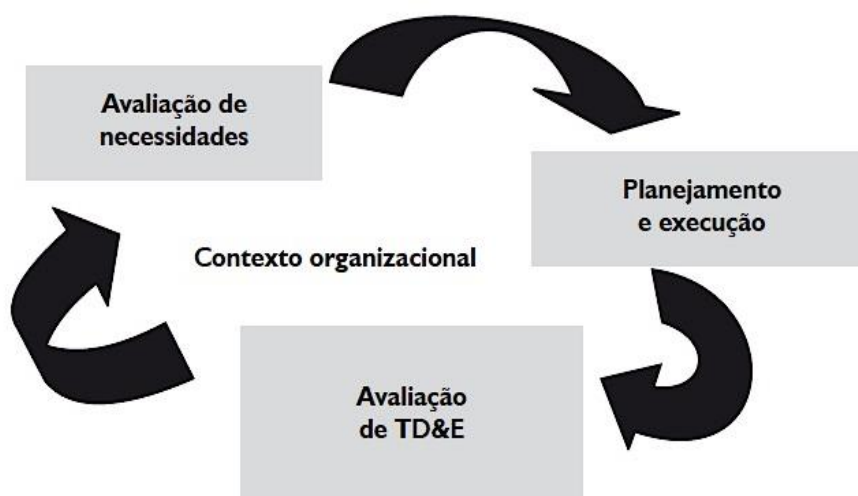 Avaliação de
necessidades
Planejamento
e execução
Contexto organizacional
Avaliação
de TD&E